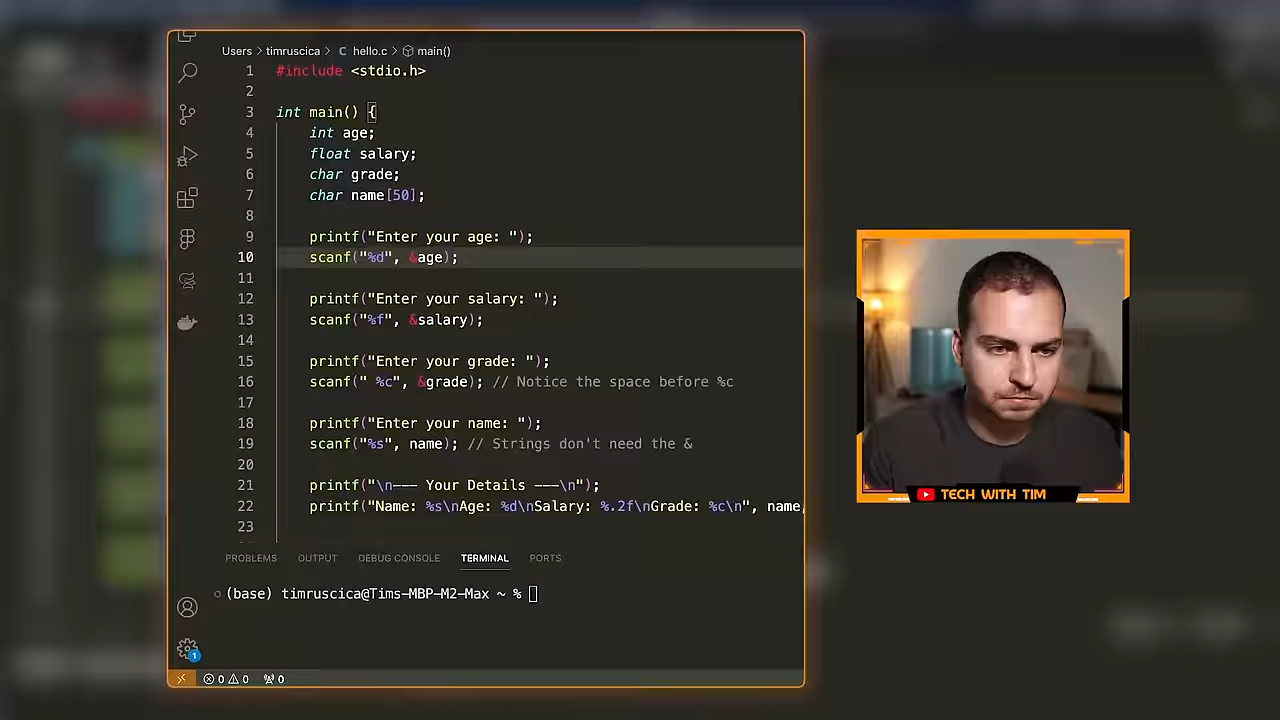 Users > timruscica > C hello.c > main()
1 #include <stdio.h>
2
3 int main() {
4 int age;
5 float salary;
6 char grade;
7 char name[50];
8
9 printf("Enter your age: ");
10 scanf("%d", &age);
11
12 printf("Enter your salary: ");
13 scanf("%f", &salary);
14
15 printf("Enter your grade: ");
16 scanf(" %c", &grade); // Notice the space before %c
17
18 printf("Enter your name: ");
19 scanf("%s", name); // Strings don't need the &
20
21 printf("\n--- Your Details ---\n");
22 printf("Name: %s\nAge: %d\nSalary: %.2f\nGrade: %c\n", name,
23
PROBLEMS OUTPUT DEBUG CONSOLE TERMINAL PORTS
(base) timruscica@Tims-MBP-M2-Max ~ %
1
0 0 0
TECH WITH TIM